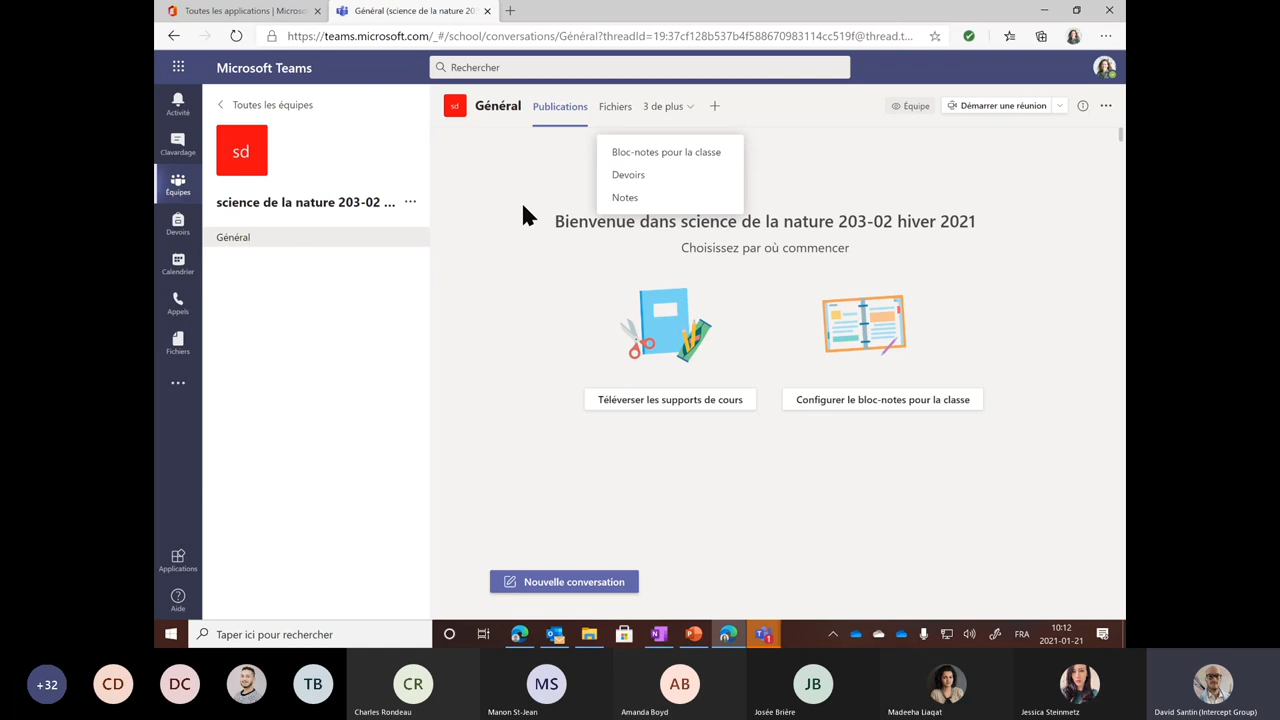 Toutes les applications | Micros
Général (science de la nature 20
https://teams.microsoft.com/_#/school/conversations/Général?threadId=19:37cf128b537b4f588670983114cc519f@thread.t...
Microsoft Teams
Rechercher
Activité
Clavardage
Équipes
Devoirs
Calendrier
Appels
Fichiers
Applications
Aide
Toutes les équipes
sd
science de la nature 203-02 ...
Général
sd
Général
Publications
Fichiers
3 de plus
Équipe
Démarrer une réunion
Bloc-notes pour la classe
Devoirs
Notes
Bienvenue dans science de la nature 203-02 hiver 2021
Choisissez par où commencer
Téléverser les supports de cours
Configurer le bloc-notes pour la classe
Nouvelle conversation
Taper ici pour rechercher
1
FRA
10:12
2021-01-21
+32
CD
DC
TB
CR
Charles Rondeau
MS
Manon St-Jean
AB
Amanda Boyd
JB
Josée Brière
Madeeha Liaqat
Jessica Steinmetz
David Santin (Intercept Group)